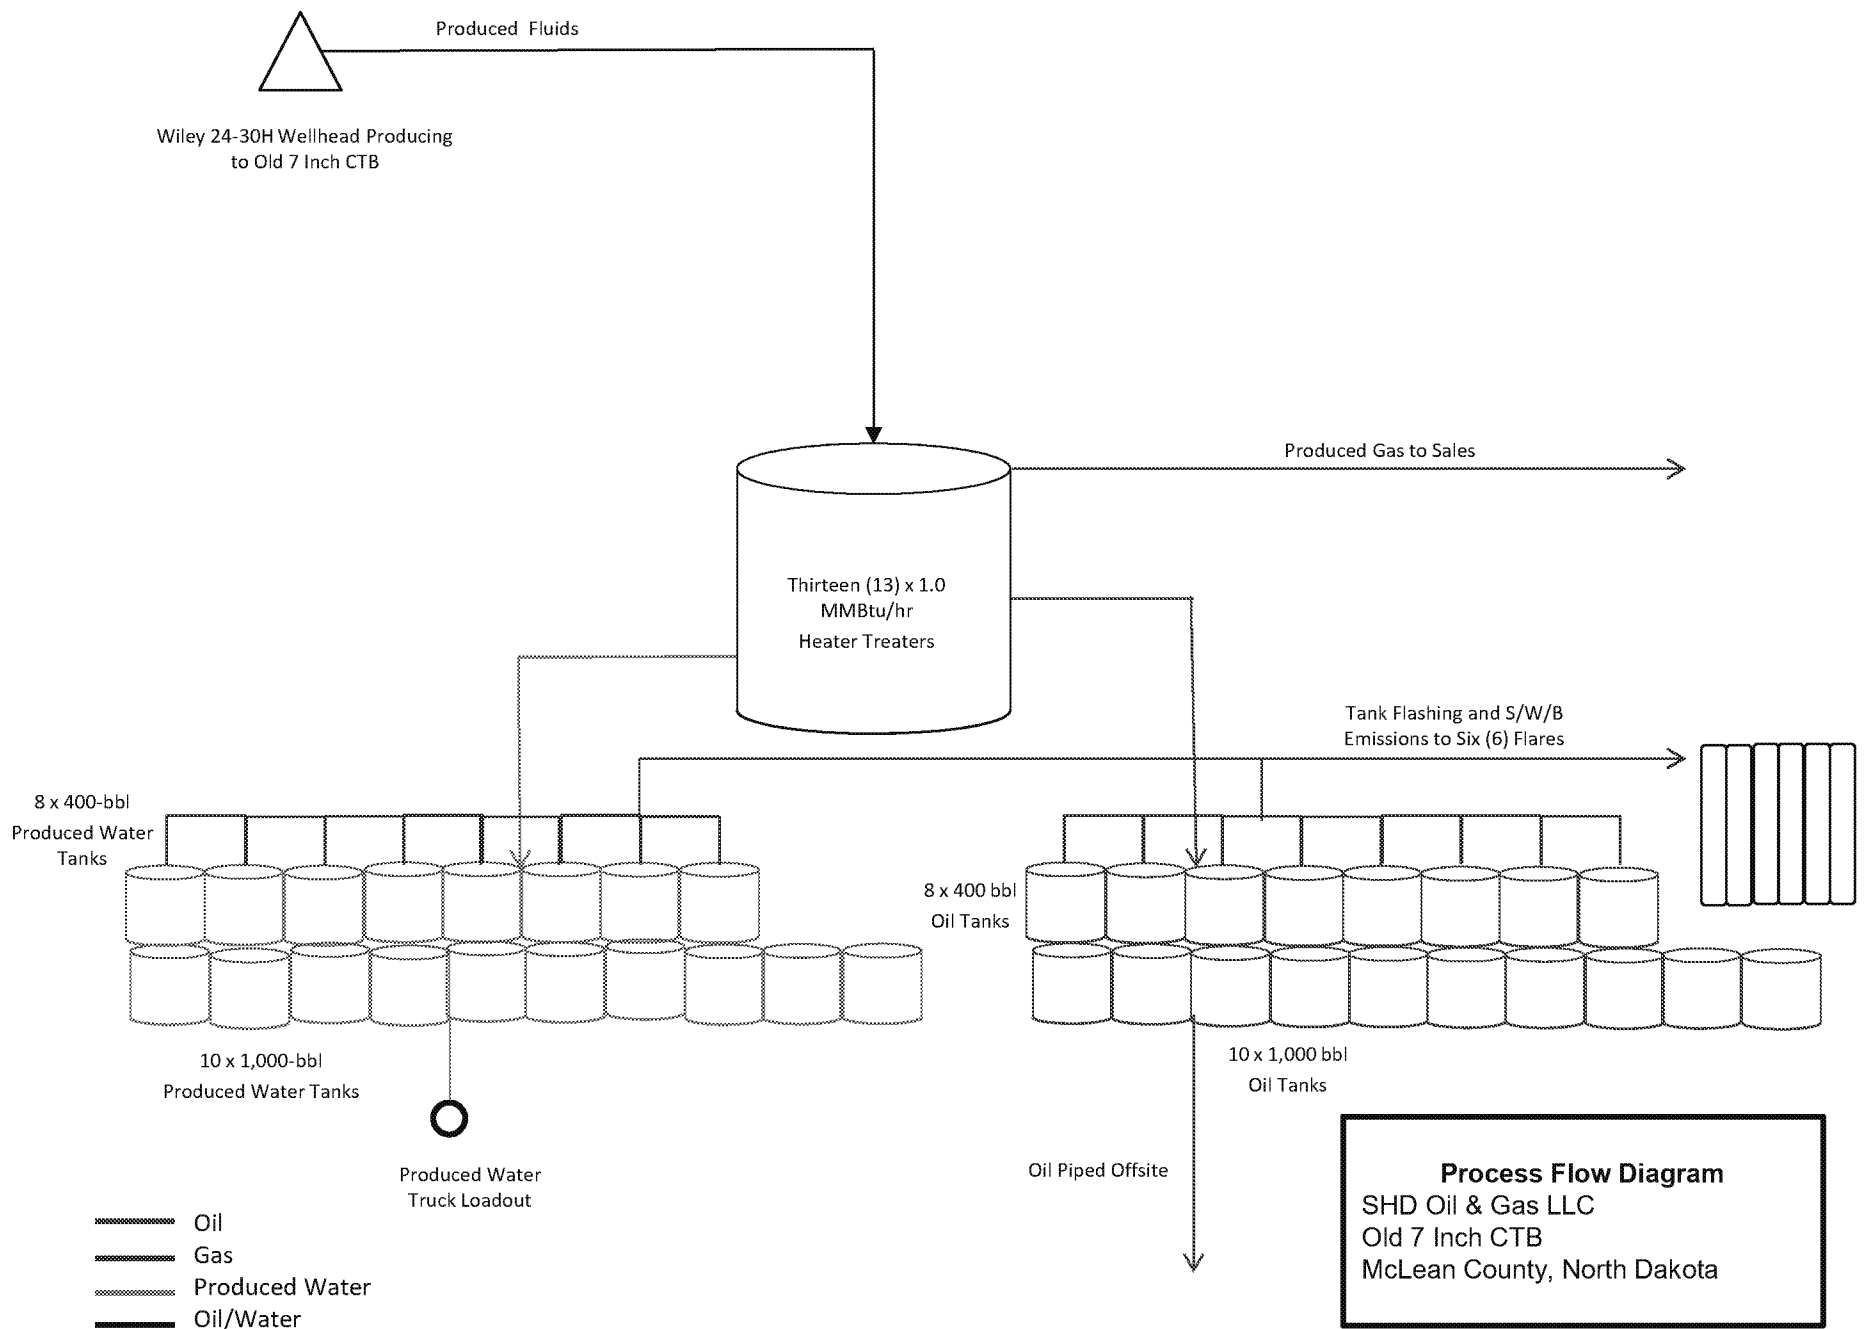 Produced Fluids
Wiley 24-30H Wellhead Producing
to Old 7 Inch CTB
Produced Gas to Sales
Thirteen (13) x 1.0
MMBtu/hr
Heater Treaters
Tank Flashing and S/W/B
Emissions to Six (6) Flares
8 x 400-bbl
Produced Water
Tanks
8 x 400 bbl
Oil Tanks
10 x 1,000-bbl
Produced Water Tanks
10 x 1,000 bbl
Oil Tanks
Produced Water
Truck Loadout
Oil Piped Offsite
Oil
Gas
Produced Water
Oil/Water
Process Flow Diagram
SHD Oil & Gas LLC
Old 7 Inch CTB
McLean County, North Dakota